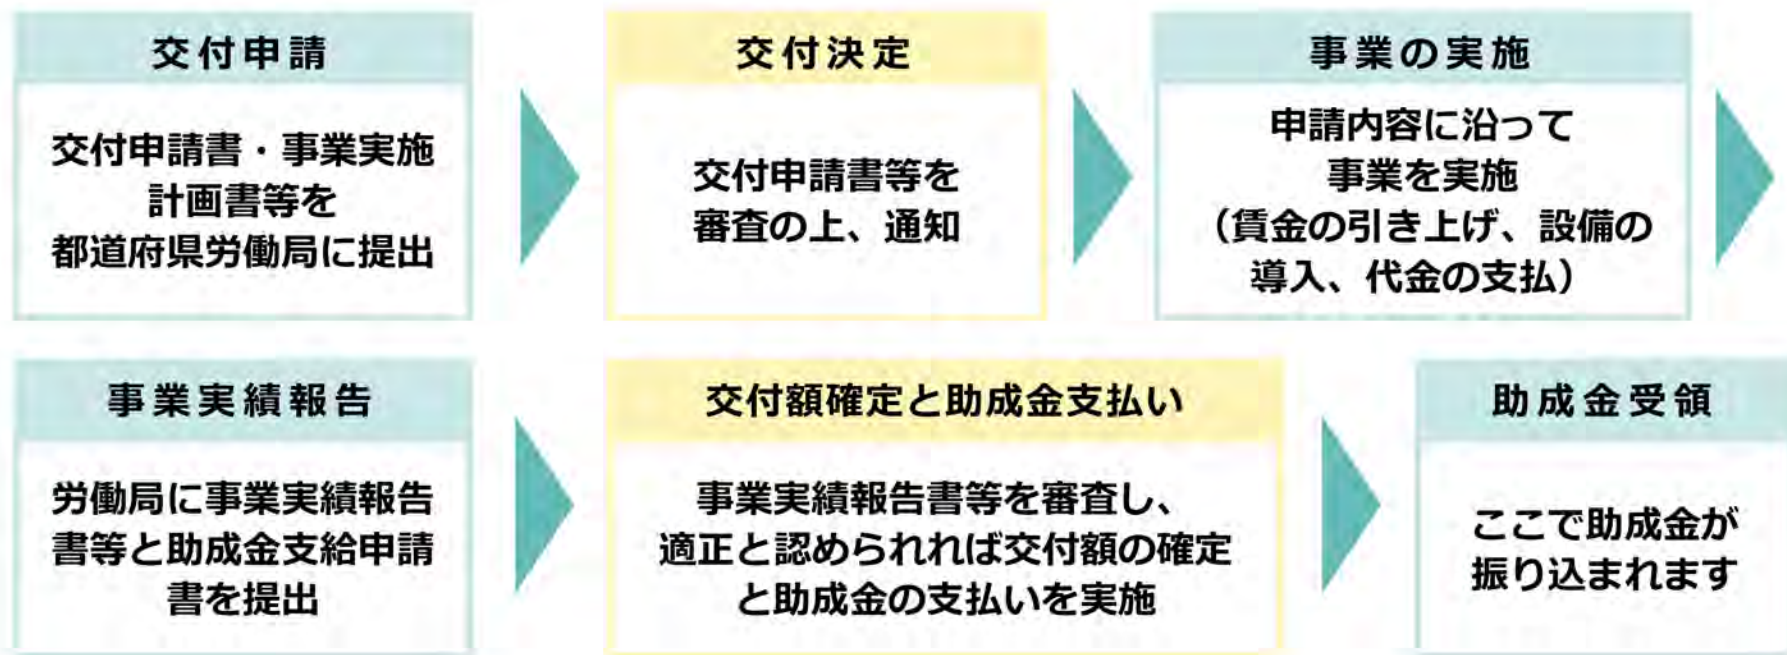 交付申請
交付申請書・事業実施
計画書等を
都道府県労働局に提出
交付決定
交付申請書等を
審査の上、通知
事業の実施
申請内容に沿って
事業を実施
（賃金の引き上げ、設備の
導入、代金の支払）
事業実績報告
労働局に事業実績報告
書等と助成金支給申請
書を提出
交付額確定と助成金支払い
事業実績報告書等を審査し、
適正と認められれば交付額の確定
と助成金の支払いを実施
助成金受領
ここで助成金が
振り込まれます